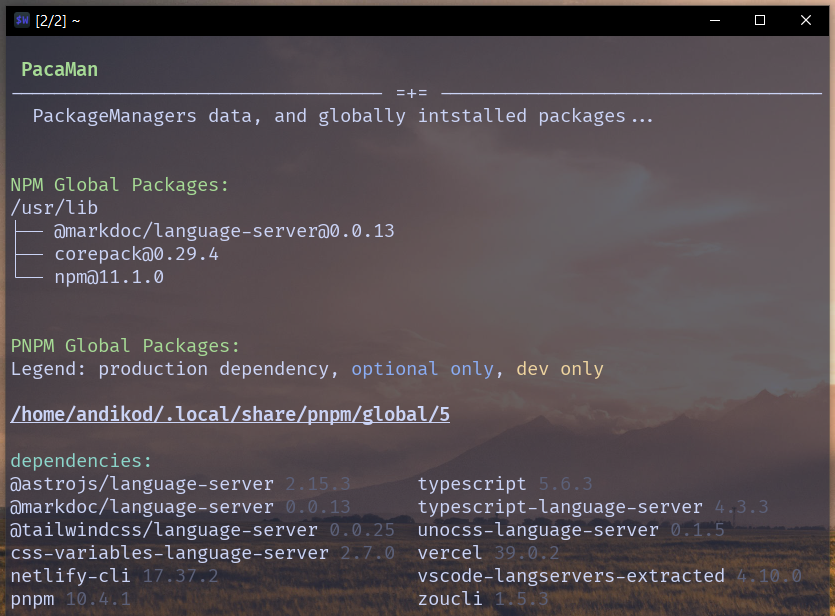 $W [2/2] ~
PacaMan
=+=
PackageManagers data, and globally intstalled packages...
NPM Global Packages:
/usr/lib
├── @markdoc/language-server@0.0.13
├── corepack@0.29.4
└── npm@11.1.0
PNPM Global Packages:
Legend: production dependency, optional only, dev only
/home/andikod/.local/share/pnpm/global/5
dependencies:
@astrojs/language-server 2.15.3 typescript 5.6.3
@markdoc/language-server 0.0.13 typescript-language-server 4.3.3
@tailwindcss/language-server 0.0.25 unocss-language-server 0.1.5
css-variables-language-server 2.7.0 vercel 39.0.2
netlify-cli 17.37.2 vscode-langservers-extracted 4.10.0
pnpm 10.4.1 zoucli 1.5.3